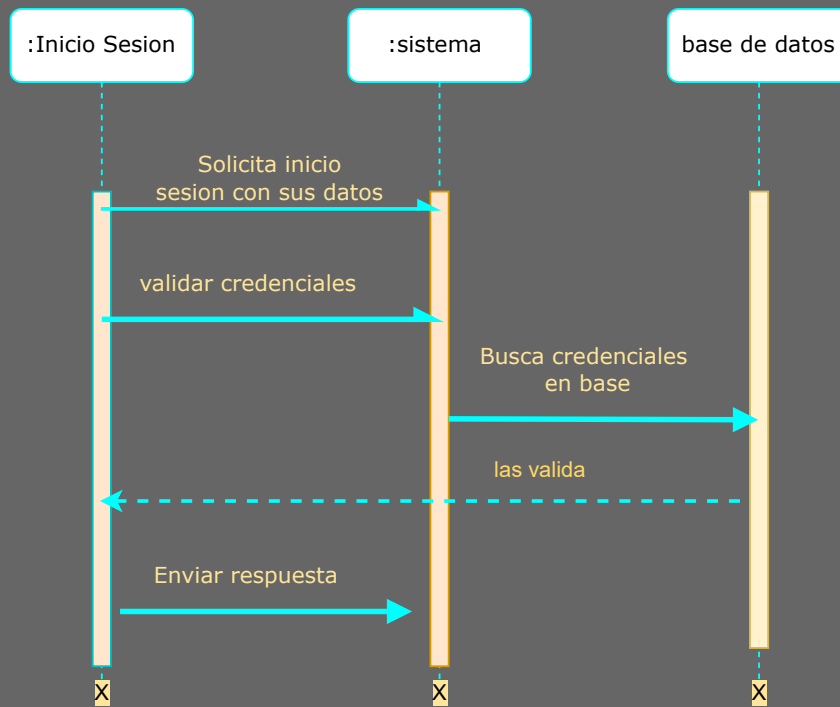 :Inicio Sesion
:sistema
base de datos
Solicita inicio
sesion con sus datos
validar credenciales
Busca credenciales
en base
las valida
Enviar respuesta
X
X
X